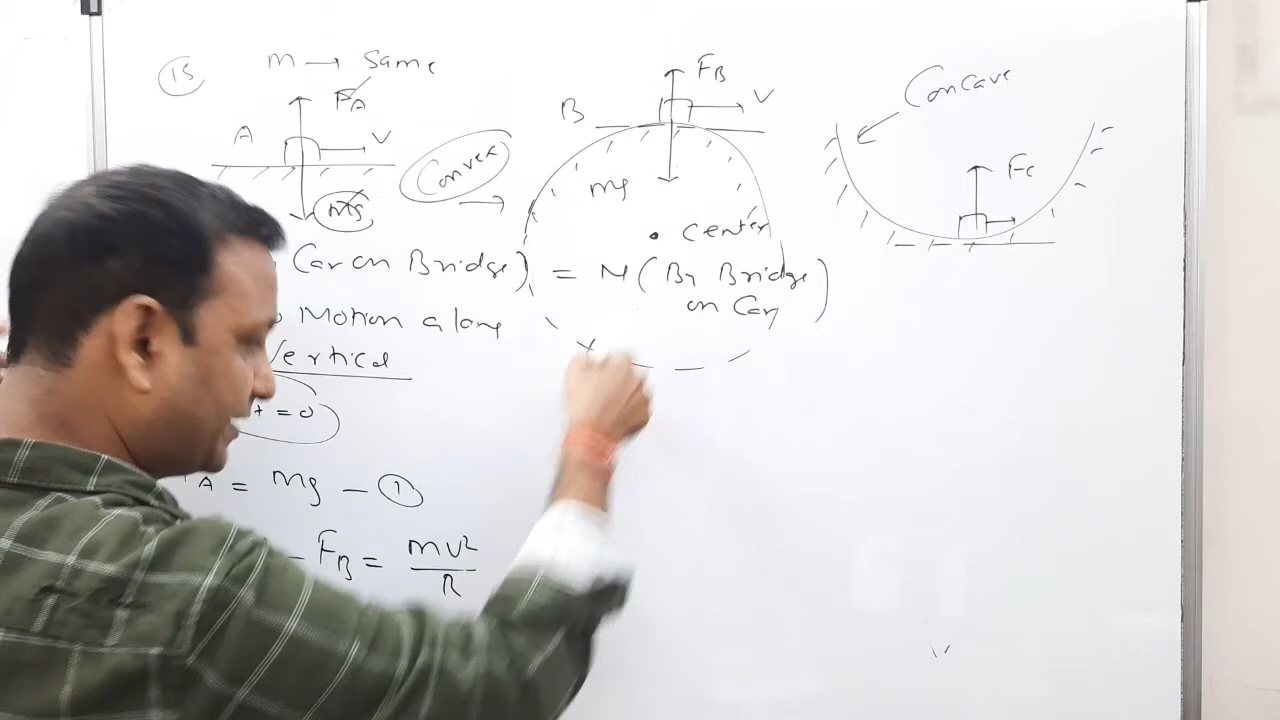 15
m → Same
F_A
A
V
mg
Convex →
F_B
B
V
mg
center
Concave
F_C
Car on Bridge) = N (By Bridge
on Car)
Motion along
Vertical
= 0
A = mg — ①
- F_B = mv²/R